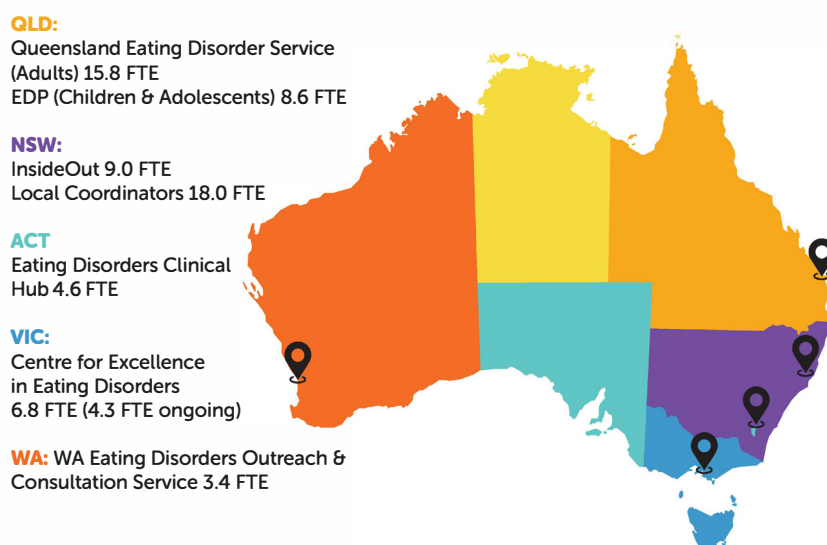 QLD:
Queensland Eating Disorder Service
(Adults) 15.8 FTE
EDP (Children & Adolescents) 8.6 FTE
NSW:
InsideOut 9.0 FTE
Local Coordinators 18.0 FTE
ACT
Eating Disorders Clinical
Hub 4.6 FTE
VIC:
Centre for Excellence
in Eating Disorders
6.8 FTE (4.3 FTE ongoing)
WA: WA Eating Disorders Outreach &
Consultation Service 3.4 FTE